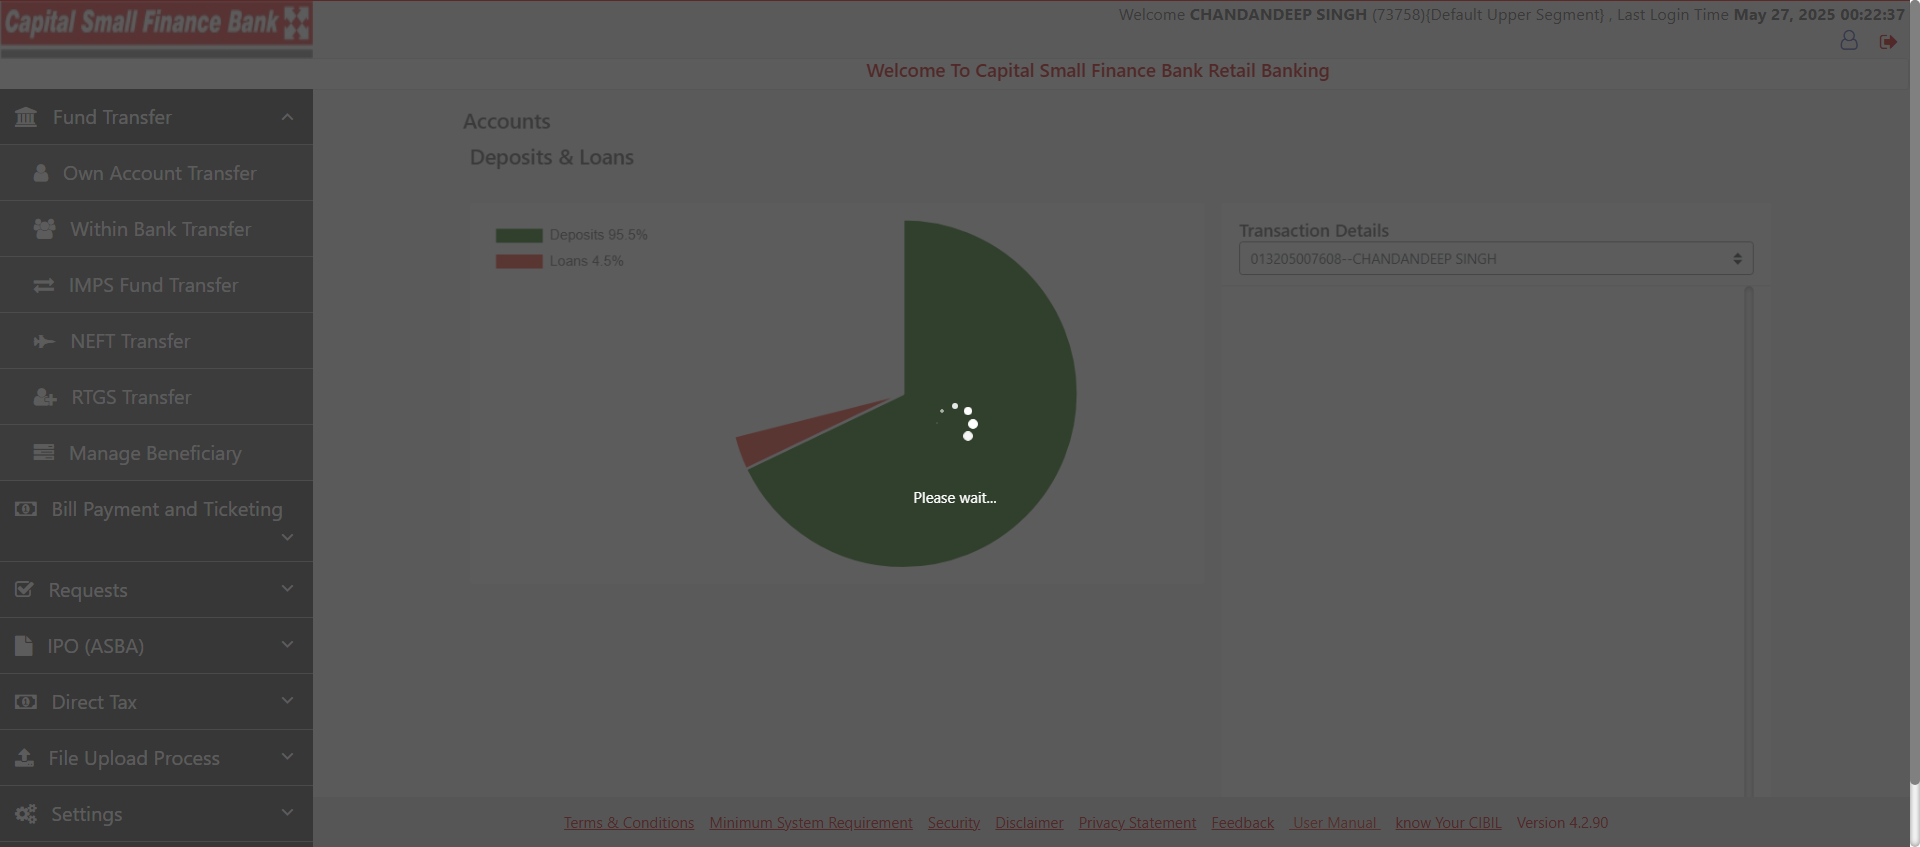 Capital Small Finance Bank
Welcome CHANDANDEEP SINGH (73758){Default Upper Segment} , Last Login Time May 27, 2025 00:22:37
Welcome To Capital Small Finance Bank Retail Banking
Fund Transfer
Own Account Transfer
Within Bank Transfer
IMPS Fund Transfer
NEFT Transfer
RTGS Transfer
Manage Beneficiary
Bill Payment and Ticketing
Requests
IPO (ASBA)
Direct Tax
File Upload Process
Settings
Accounts
Deposits & Loans
Deposits 95.5%
Loans 4.5%
Please wait...
Transaction Details
013205007608--CHANDANDEEP SINGH
Terms & Conditions Minimum System Requirement Security Disclaimer Privacy Statement Feedback User Manual know Your CIBIL Version 4.2.90